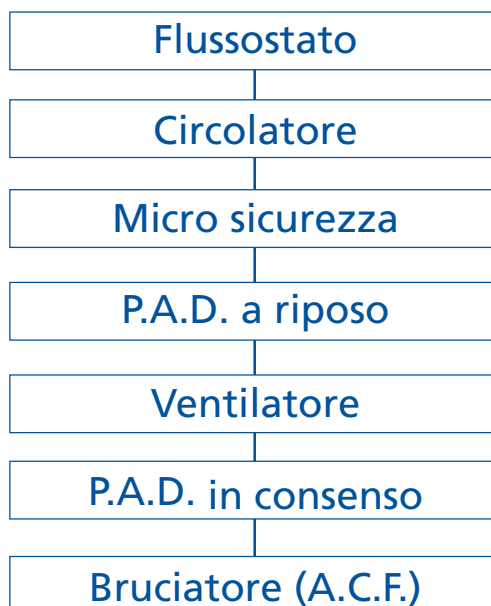 Flussostato
Circolatore
Micro sicurezza
P.A.D. a riposo
Ventilatore
P.A.D. in consenso
Bruciatore (A.C.F.)